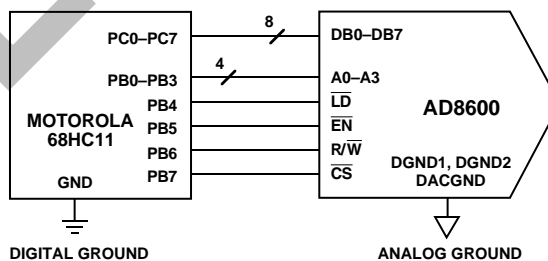 8
PC0–PC7
DB0–DB7
4
PB0–PB3
A0–A3
PB4
LD
MOTOROLA
68HC11
AD8600
PB5
EN
PB6
R/W
PB7
CS
DGND1, DGND2
DACGND
GND
DIGITAL GROUND
ANALOG GROUND